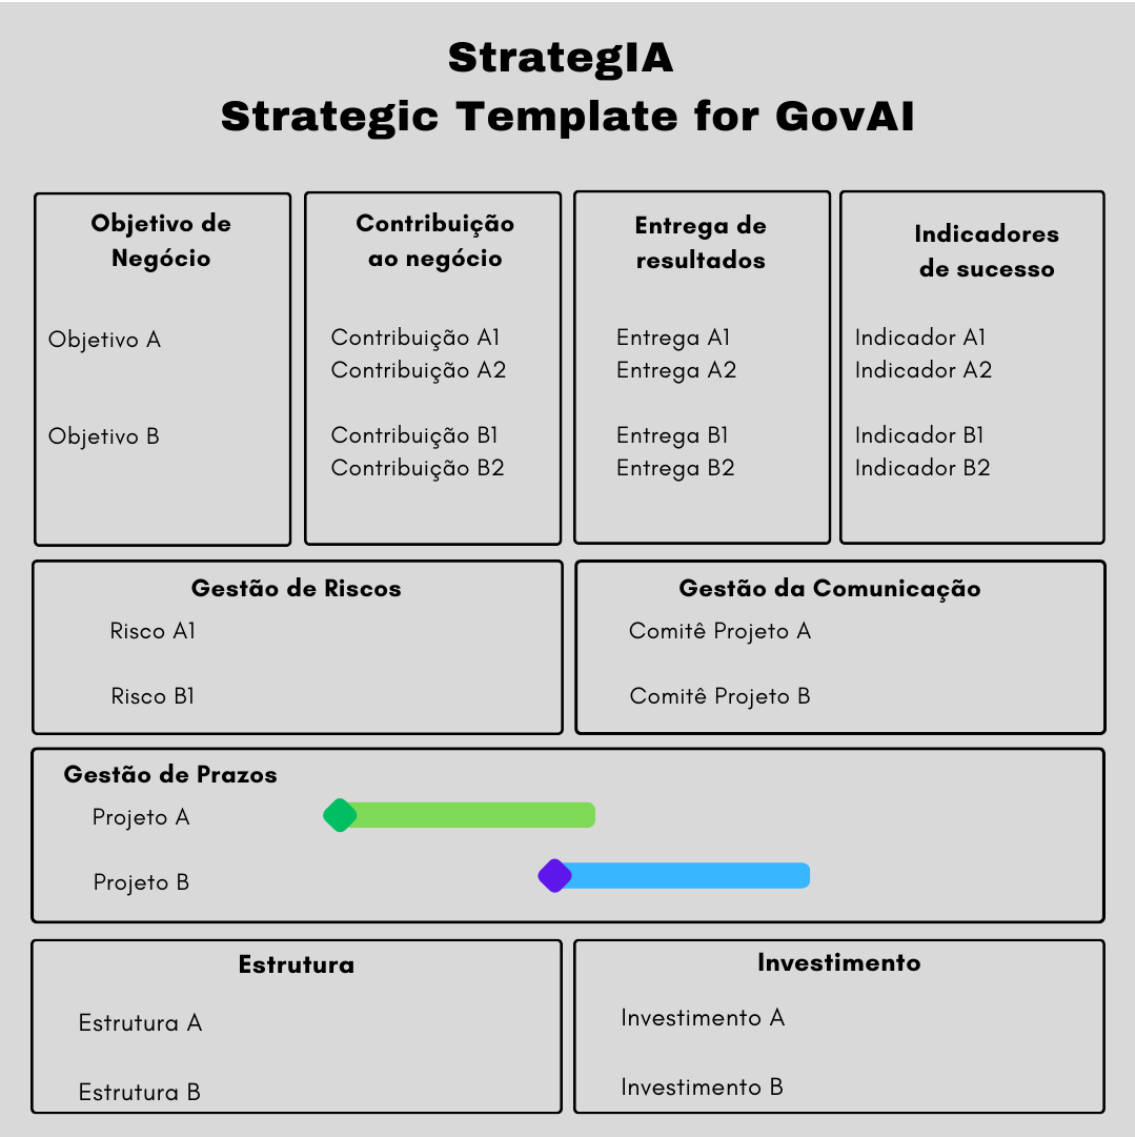 StrategIA
Strategic Template for GovAI
Objetivo de
Negócio
Objetivo A
Objetivo B
Contribuição
ao negócio
Contribuição A1
Contribuição A2
Contribuição B1
Contribuição B2
Entrega de
resultados
Entrega A1
Entrega A2
Entrega B1
Entrega B2
Indicadores
de sucesso
Indicador A1
Indicador A2
Indicador B1
Indicador B2
Gestão de Riscos
Risco A1
Risco B1
Gestão da Comunicação
Comitê Projeto A
Comitê Projeto B
Gestão de Prazos
Projeto A
Projeto B
Estrutura
Estrutura A
Estrutura B
Investimento
Investimento A
Investimento B